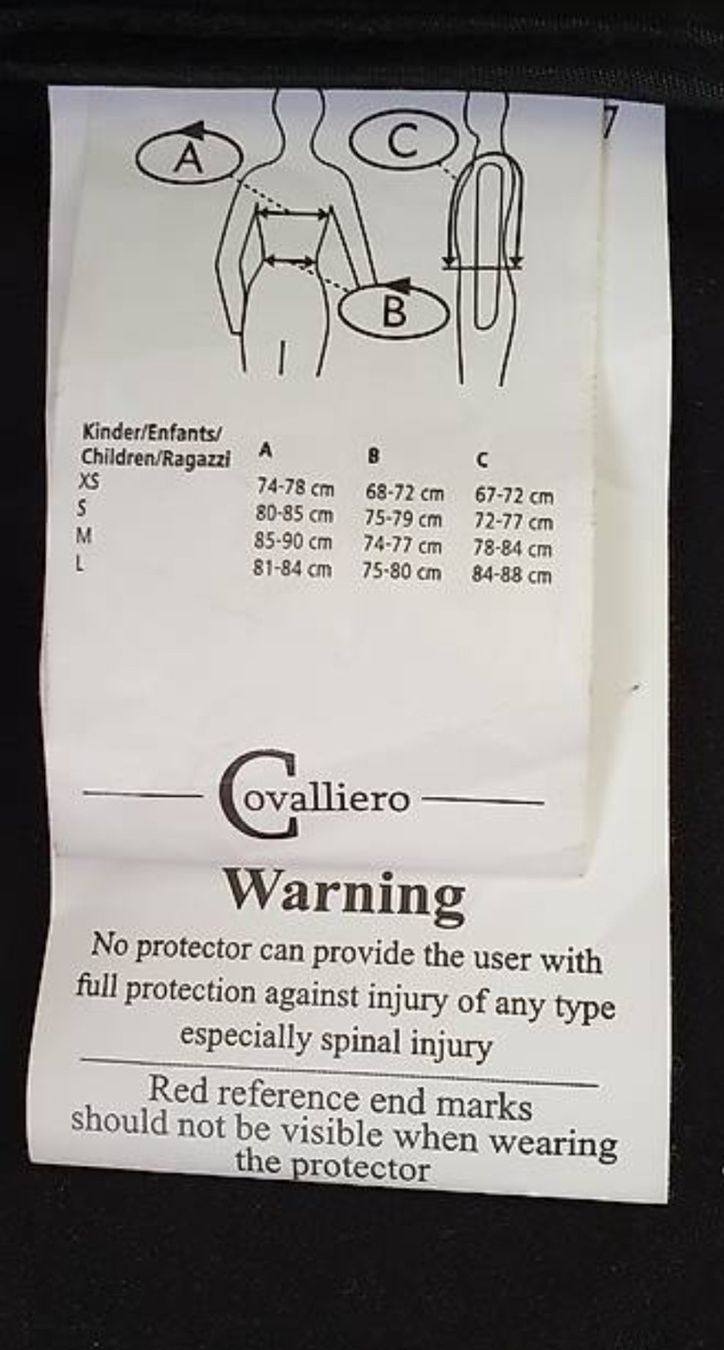 7
A
C
B
Kinder/Enfants/
Children/Ragazzi A B C
XS 74-78 cm 68-72 cm 67-72 cm
S 80-85 cm 75-79 cm 72-77 cm
M 85-90 cm 74-77 cm 78-84 cm
L 81-84 cm 75-80 cm 84-88 cm
Covalliero
Warning
No protector can provide the user with
full protection against injury of any type
especially spinal injury
Red reference end marks
should not be visible when wearing
the protector